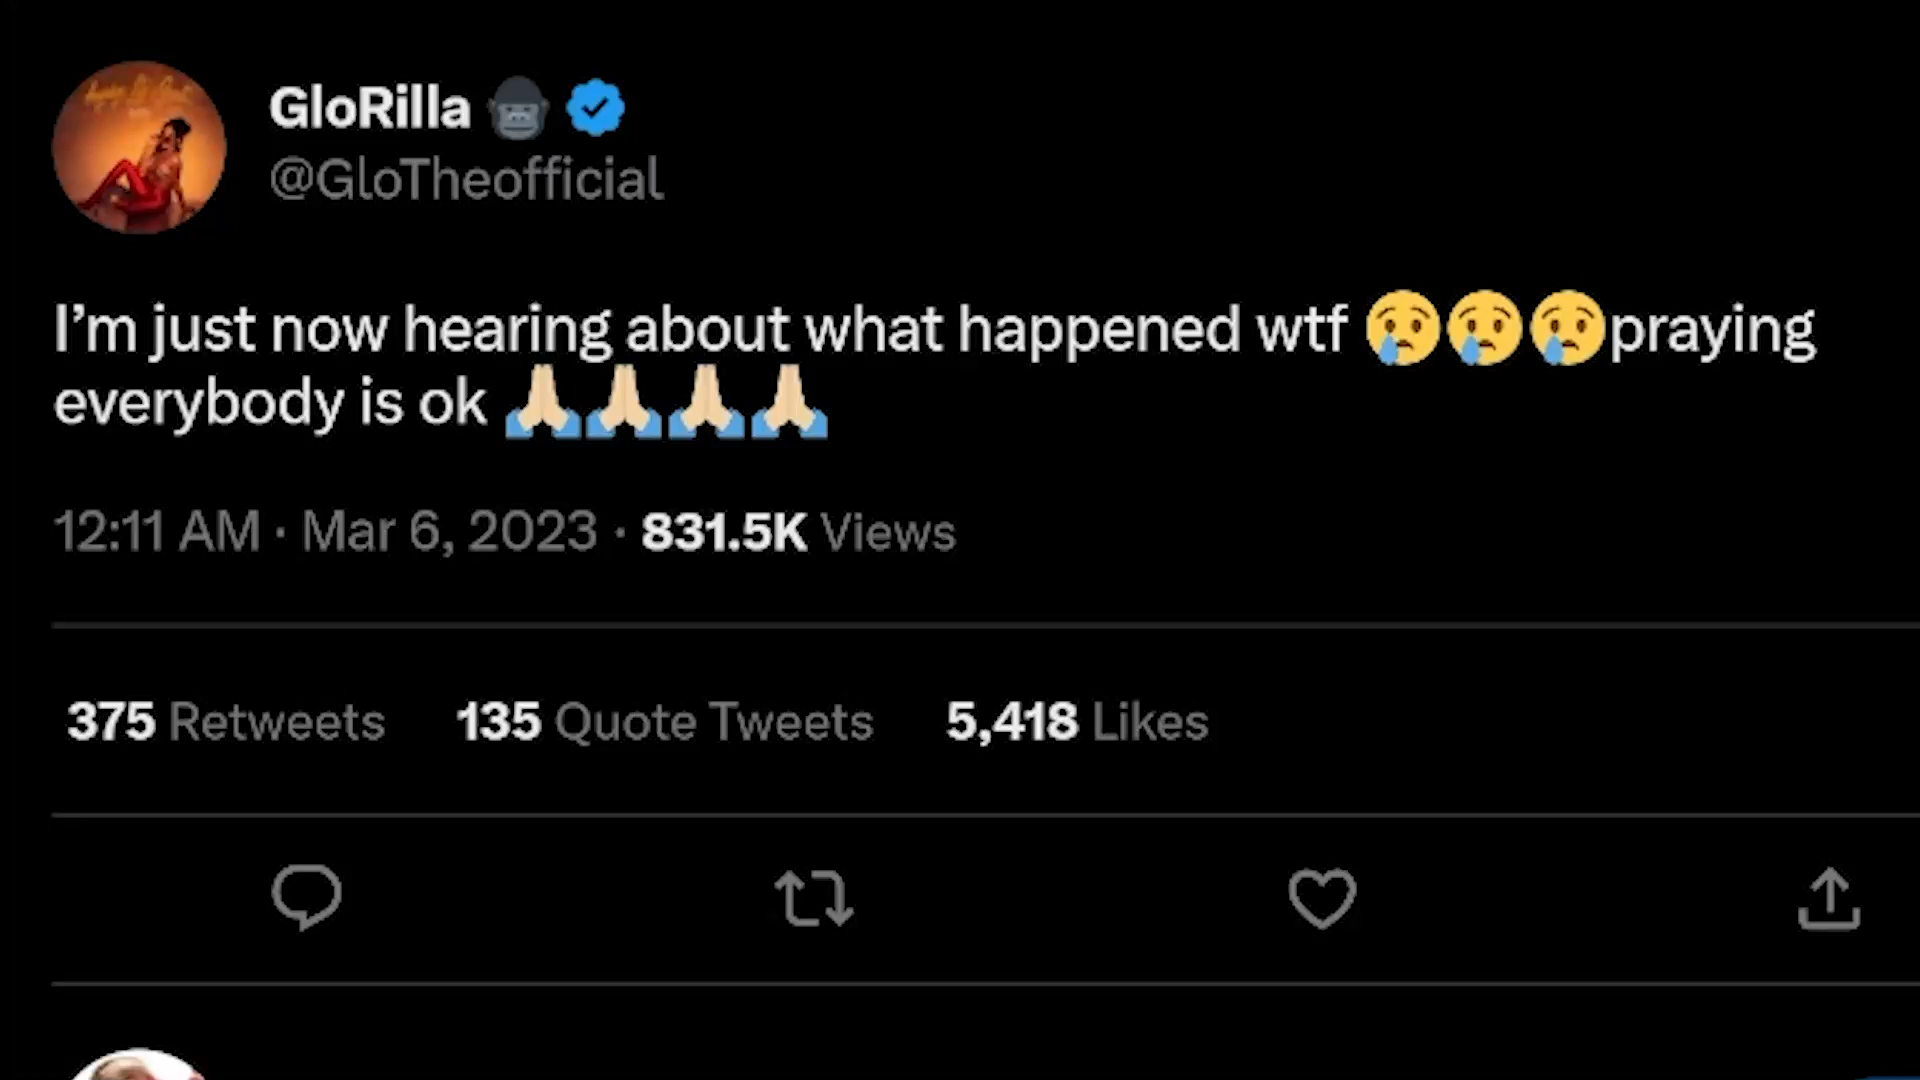 GloRilla 🦍
@GloTheofficial
I’m just now hearing about what happened wtf 😢😢😢praying
everybody is ok 🙏🏼🙏🏼🙏🏼🙏🏼
12:11 AM · Mar 6, 2023 · 831.5K Views
375 Retweets 135 Quote Tweets 5,418 Likes